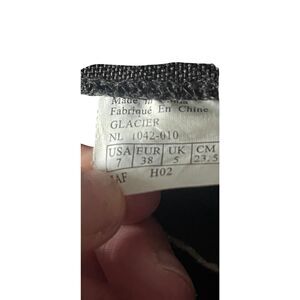 Made in China
Fabriqué En Chine
GLACIER
NL 1042-010
USA EUR UK CM
7 38 5 23.5
H02